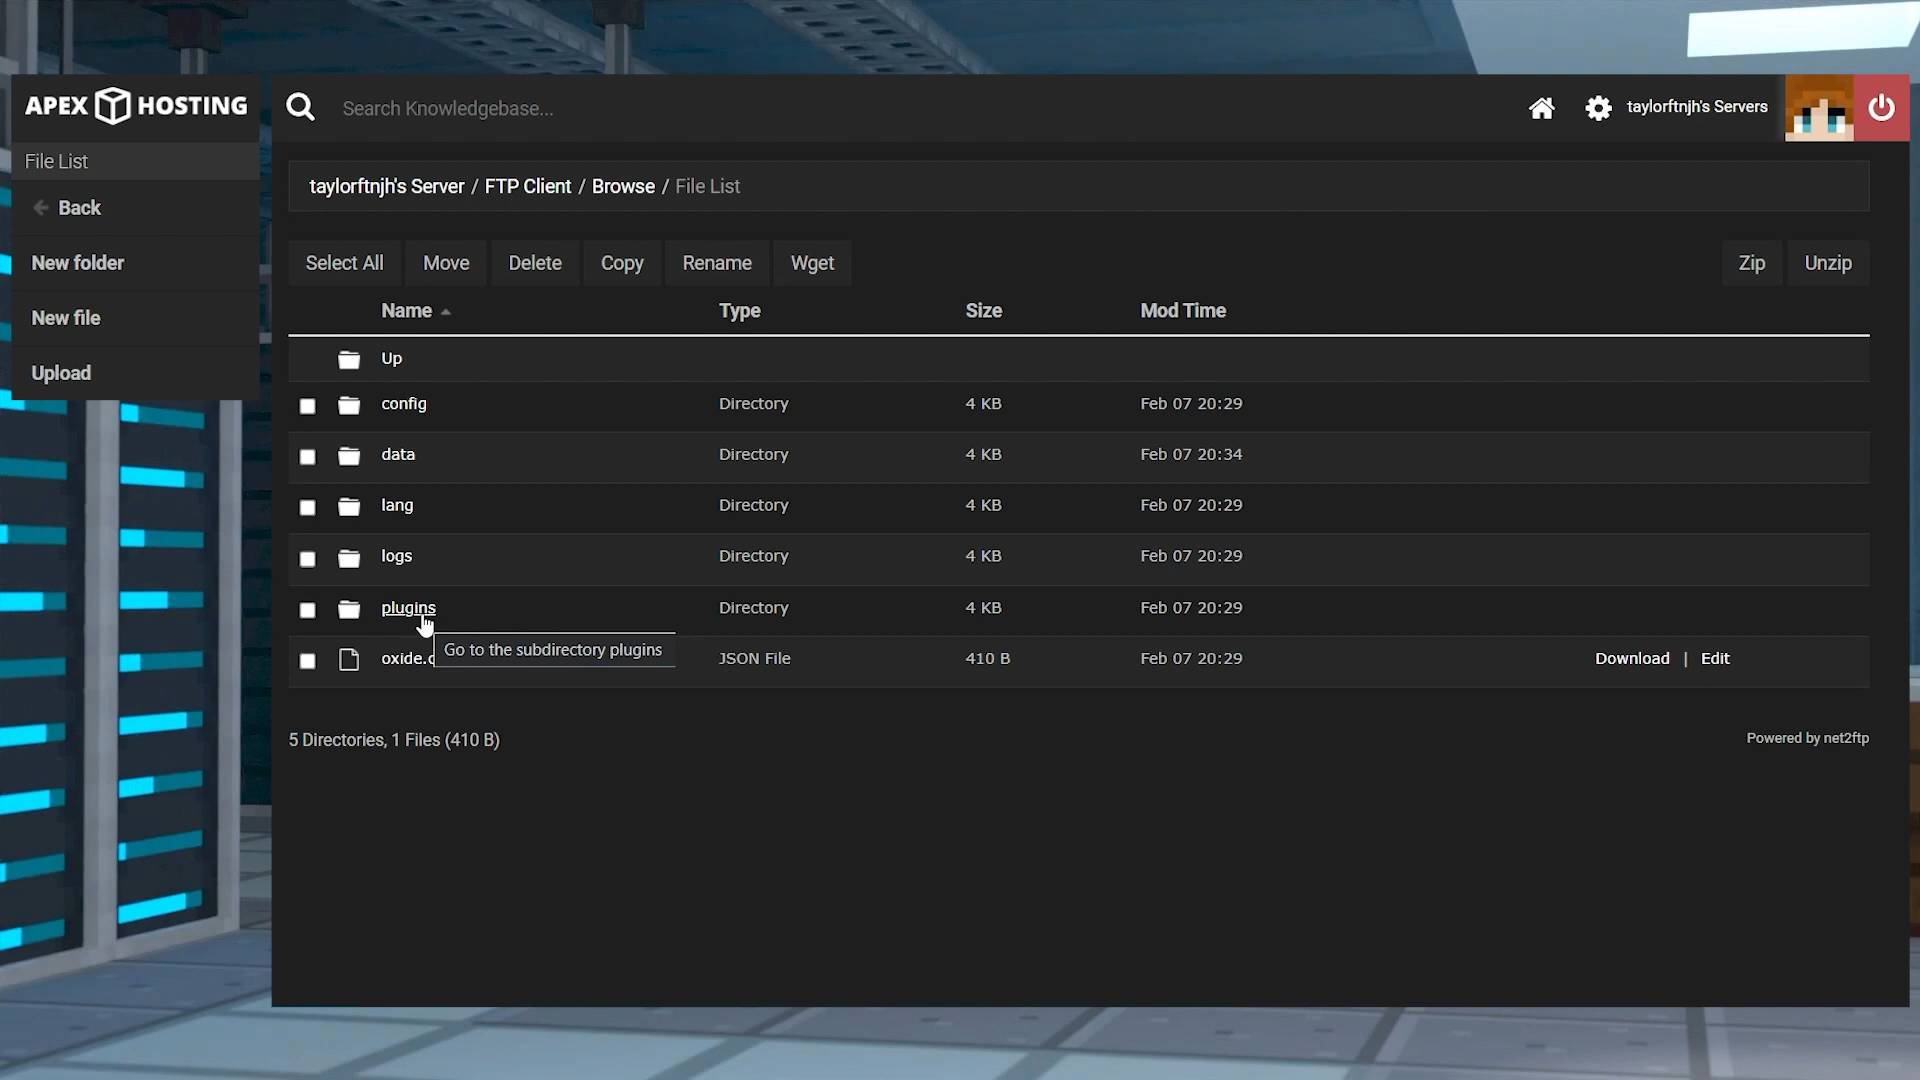 APEX HOSTING
Search Knowledgebase...
taylorftnjh's Servers
File List
Back
New folder
New file
Upload
taylorftnjh's Server / FTP Client / Browse / File List
Select All Move Delete Copy Rename Wget Zip Unzip
Name Type Size Mod Time
Up
config Directory 4 KB Feb 07 20:29
data Directory 4 KB Feb 07 20:34
lang Directory 4 KB Feb 07 20:29
logs Directory 4 KB Feb 07 20:29
plugins Directory 4 KB Feb 07 20:29
Go to the subdirectory plugins
oxide.c JSON File 410 B Feb 07 20:29 Download | Edit
5 Directories, 1 Files (410 B)
Powered by net2ftp